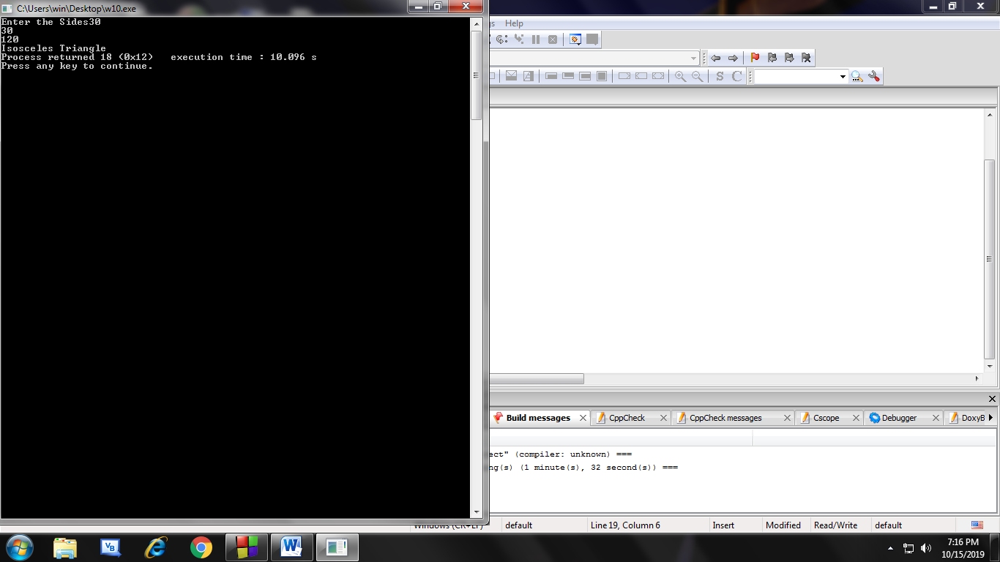 C:\Users\win\Desktop\w10.exe
Enter the Sides30
30
120
Isosceles Triangle
Process returned 18 (0x12)   execution time : 10.096 s
Press any key to continue.
gs Help
S C
Build messages CppCheck CppCheck messages Cscope Debugger DoxyB
ect" (compiler: unknown) ===
ng(s) (1 minute(s), 32 second(s)) ===
Windows (CR+LF) default Line 19, Column 6 Insert Modified Read/Write default
VB W 7:16 PM
10/15/2019